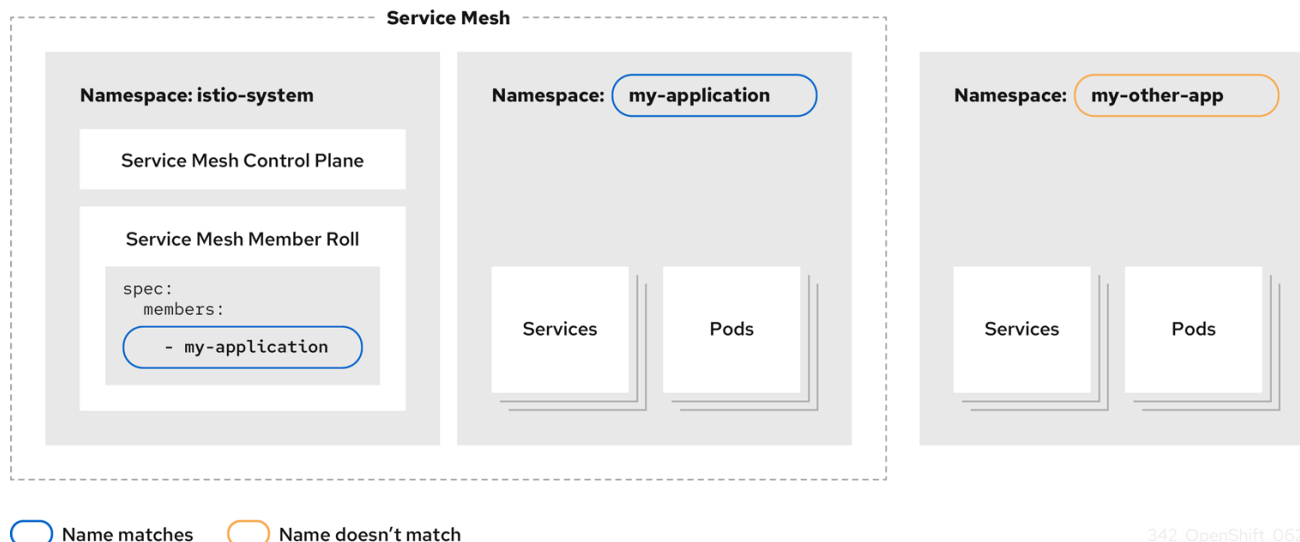 Service Mesh
Namespace: istio-system
Service Mesh Control Plane
Service Mesh Member Roll
spec:
members:
- my-application
Namespace: my-application
Services
Pods
Namespace: my-other-app
Services
Pods
Name matches
Name doesn’t match
342 OpenShift 062